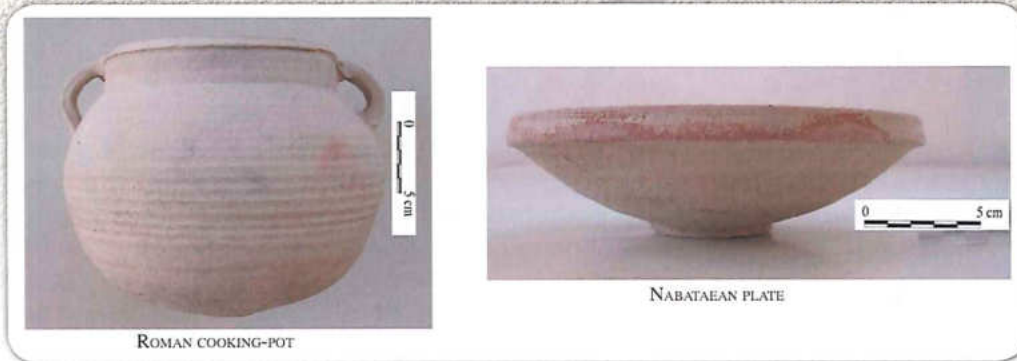 0
5 cm
ROMAN COOKING-POT
0 5 cm
NABATAEAN PLATE